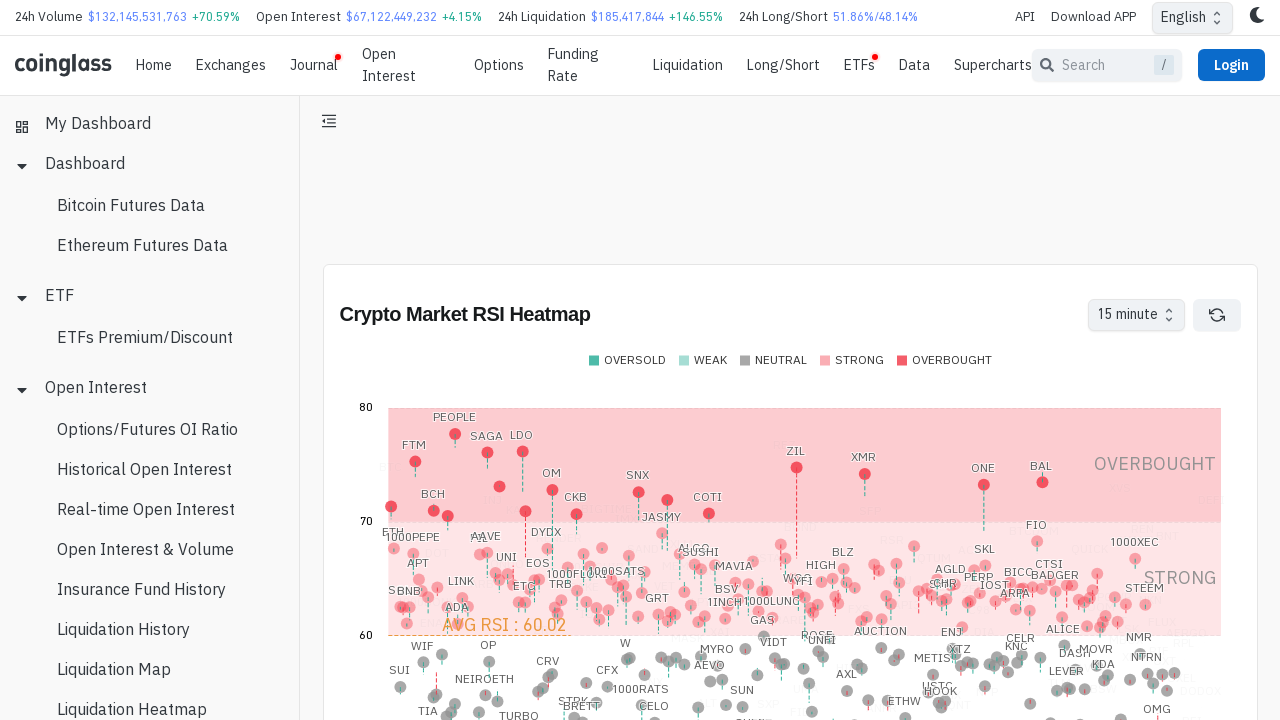 24h Volume $132,145,531,763 +70.59% Open Interest $67,122,449,232 +4.15% 24h Liquidation $185,417,844 +146.55% 24h Long/Short 51.86%/48.14% API Download APP English
coinglass Home Exchanges Journal Open Interest Options Funding Rate Liquidation Long/Short ETFs Data Supercharts Search / Login
My Dashboard
Dashboard
Bitcoin Futures Data
Ethereum Futures Data
ETF
ETFs Premium/Discount
Open Interest
Options/Futures OI Ratio
Historical Open Interest
Real-time Open Interest
Open Interest & Volume
Insurance Fund History
Liquidation History
Liquidation Map
Liquidation Heatmap
Crypto Market RSI Heatmap
15 minute
OVERSOLD WEAK NEUTRAL STRONG OVERBOUGHT
80
PEOPLE
FTM SAGA LDO
ZIL XMR
OVERBOUGHT
OM SNX ONE BAL
BCH CKB COTI
JASMY
70
ETH 1000PEPE AAVE DYDX FIO
1000XEC
APT UNI EOS SUSHI BLZ SKL
MAVIA HIGH CTSI
LINK 1000SATS AGLD PERP BICO BADGER STRONG
BNB ETC TRB BSV IOST STEEM
ADA GRT 1INCH 1000LUNC ARPA
AVG RSI : 60.02 GAS
60
AUCTION ENJ ALICE
WIF OP W VIDT CELR NMR
MYRO XTZ KNC DASH MOVR NTRN
SUI CRV AEVO METIS KDA
NEIROETH CFX AXL LEVER
1000RATS SUN HOOK
TIA BRETT CELO ETHW OMG
TURBO